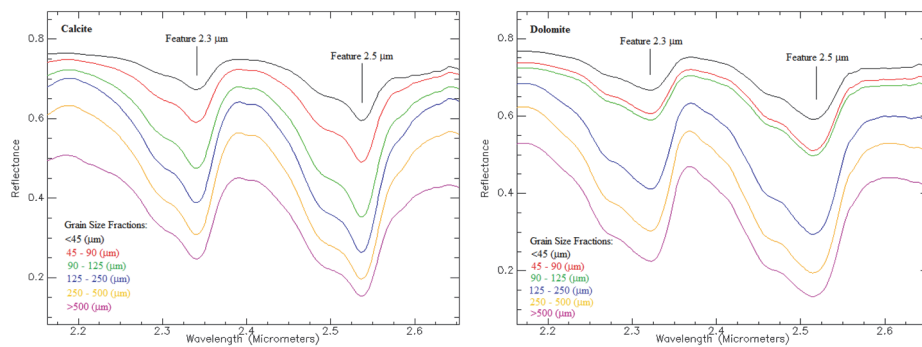 Calcite
Feature 2.3 µm
Feature 2.5 µm
0.8
0.6
0.4
0.2
Reflectance
Grain Size Fractions:
<45 (µm)
45 - 90 (µm)
90 - 125 (µm)
125 - 250 (µm)
250 - 500 (µm)
>500 (µm)
2.2
2.3
2.4
2.5
2.6
Wavelength (Micrometers)
Dolomite
Feature 2.3 µm
Feature 2.5 µm
0.8
0.6
0.4
0.2
Reflectance
Grain Size Fractions:
<45 (µm)
45 - 90 (µm)
90 - 125 (µm)
125 - 250 (µm)
250 - 500 (µm)
>500 (µm)
2.2
2.3
2.4
2.5
2.6
Wavelength (Micrometers)